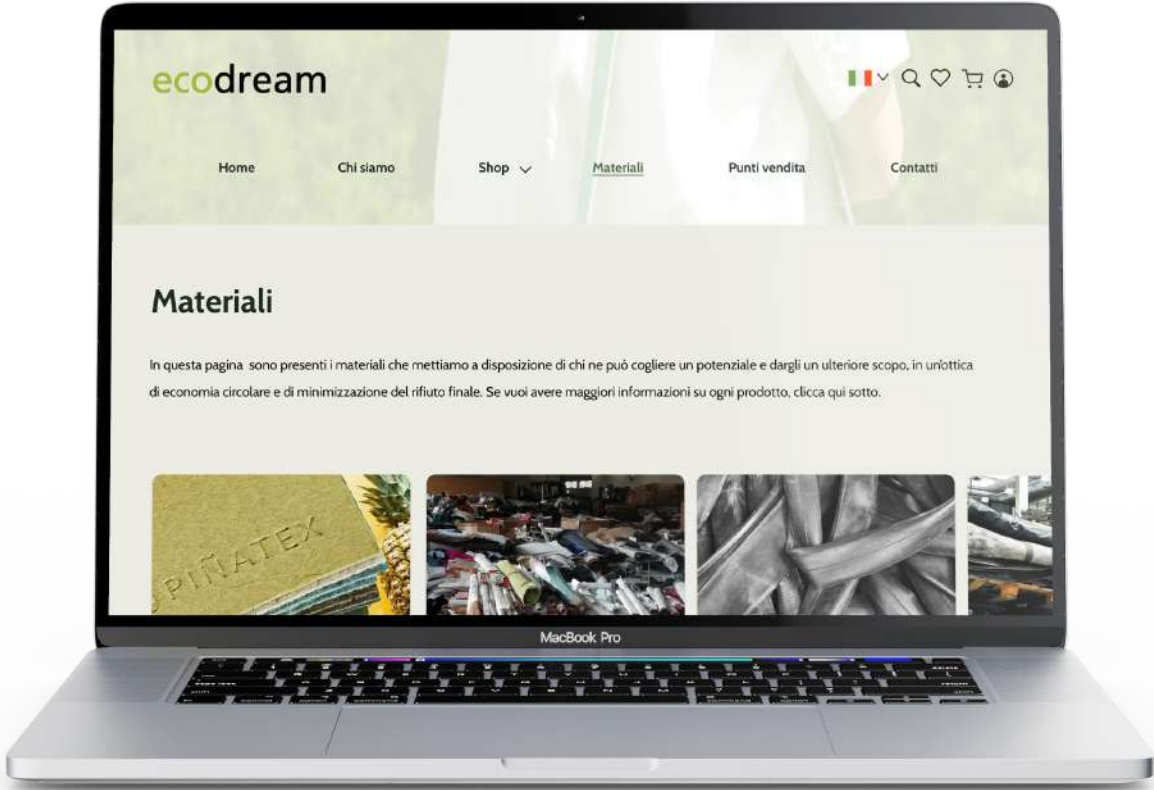 ecodream
Home Chi siamo Shop Materiali Punti vendita Contatti
Materiali
In questa pagina sono presenti i materiali che mettiamo a disposizione di chi ne può cogliere un potenziale e dargli un ulteriore scopo, in un'ottica
di economia circolare e di minimizzazione del rifiuto finale. Se vuoi avere maggiori informazioni su ogni prodotto, clicca qui sotto.
PIÑATEX
MacBook Pro